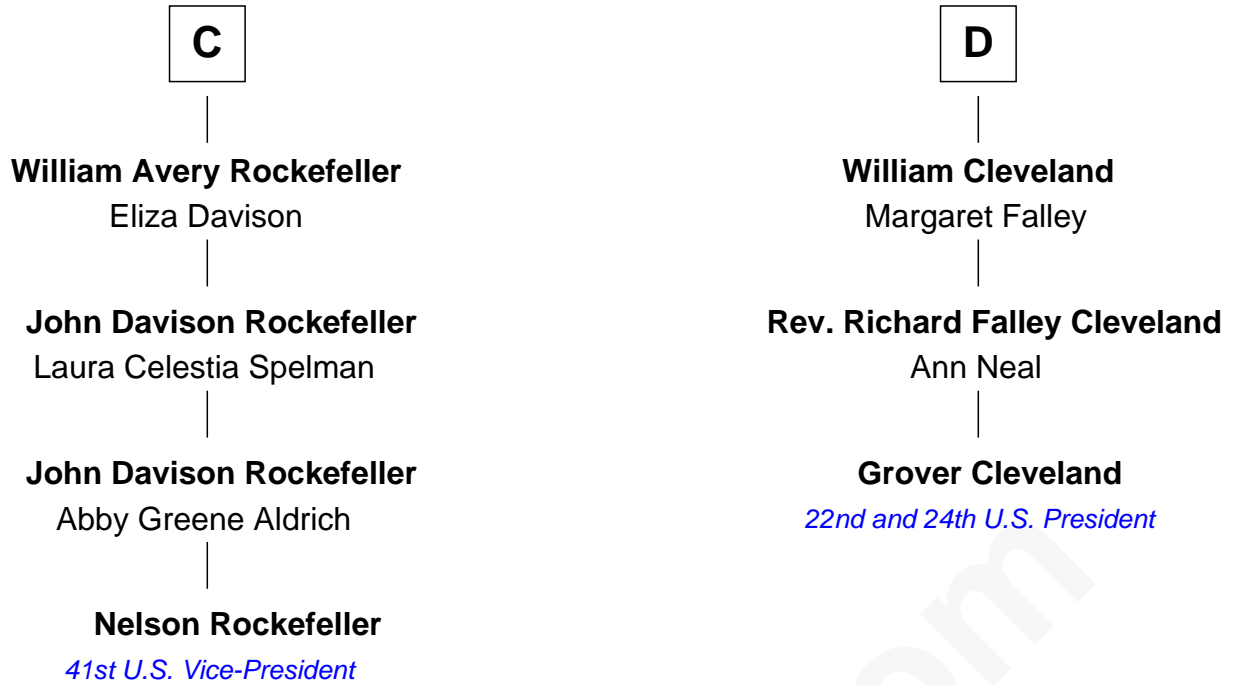 C
William Avery Rockefeller
Eliza Davison
John Davison Rockefeller
Laura Celestia Spelman
John Davison Rockefeller
Abby Greene Aldrich
Nelson Rockefeller
41st U.S. Vice-President
D
William Cleveland
Margaret Falley
Rev. Richard Falley Cleveland
Ann Neal
Grover Cleveland
22nd and 24th U.S. President
om